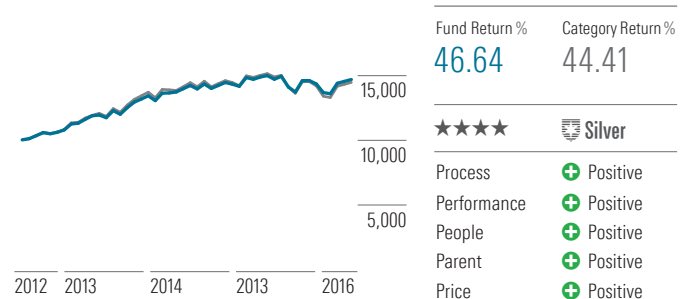 15,000
10,000
5,000
2012 2013 2014 2013 2016
Fund Return % Category Return %
46.64 44.41
★★★★ Silver
Process Positive
Performance Positive
People Positive
Parent Positive
Price Positive